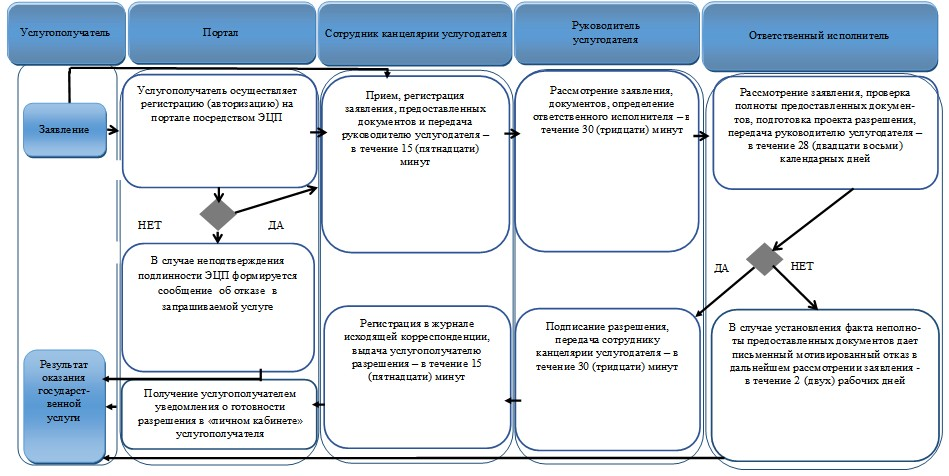 Услугополучатель
Портал
Сотрудник канцелярии услугодателя
Руководитель
услугодателя
Ответственный исполнитель
Заявление
Услугополучатель осуществляет
регистрацию (авторизацию) на
портале посредством ЭЦП
Прием, регистрация
заявления, предоставленных
документов и передача
руководителю услугодателя –
в течение 15 (пятнадцати)
минут
Рассмотрение заявления,
документов, определение
ответственного исполнителя – в
течение 30 (тридцати) минут
Рассмотрение заявления, проверка
полноты предоставленных докумен-
тов, подготовка проекта разрешения,
передача руководителю услугодателя –
в течение 28 (двадцати восьми)
календарных дней
НЕТ
ДА
В случае неподтверждения
подлинности ЭЦП формируется
сообщение об отказе в
запрашиваемой услуге
ДА
НЕТ
Результат
оказания
государст-
венной
услуги
Получение услугополучателем
уведомления о готовности
разрешения в «личном кабинете»
услугополучателя
Регистрация в журнале
исходящей корреспонденции,
выдача услугополучателю
разрешения – в течение 15
(пятнадцати) минут
Подписание разрешения,
передача сотруднику
канцелярии услугодателя – в
течение 30 (тридцати) минут
В случае установления факта неполно-
ты предоставленных документов дает
письменный мотивированный отказ в
дальнейшем рассмотрении заявления -
в течение 2 (двух) рабочих дней